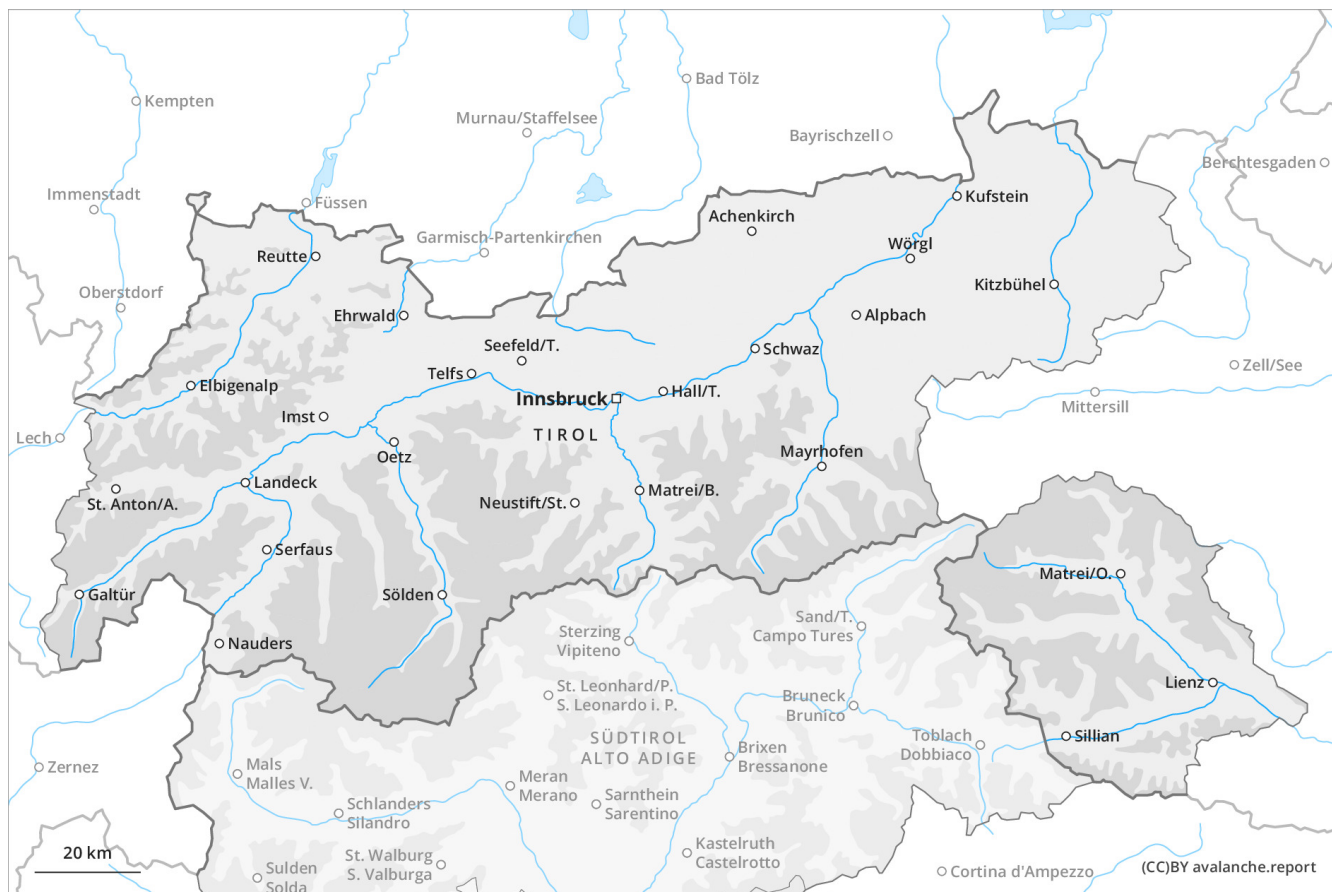 Bad Tölz
Kempten
Murnau/Staffelsee
Bayrischzell
Berchtesgaden
Immenstadt
Füssen
Kufstein
Achenkirch
Garmisch-Partenkirchen
Wörgl
Reutte
Oberstdorf
Kitzbühel
Ehrwald
Alpbach
Seefeld/T.
Schwaz
Zell/See
Telfs
Elbigenalp
Hall/T.
Innsbruck
Mittersill
Imst
TIROL
Lech
Oetz
Mayrhofen
Landeck
Matrei/B.
St. Anton/A.
Neustift/St.
Serfaus
Matrei/O.
Galtür
Sölden
Sand/T.
Campo Tures
Sterzing
Vipiteno
Nauders
Lienz
St. Leonhard/P.
S. Leonardo i. P.
Bruneck
Brunico
SÜDTIROL
ALTO ADIGE
Toblach
Dobbiaco
Sillian
Brixen
Bressanone
Zernez
Mals
Malles V.
Meran
Merano
Schlanders
Silandro
Sarnthein
Sarentino
Kastelruth
Castelrotto
20 km
St. Walburg
S. Valburga
Sulden
Solda
Cortina d'Ampezzo
(CC)BY avalanche.report